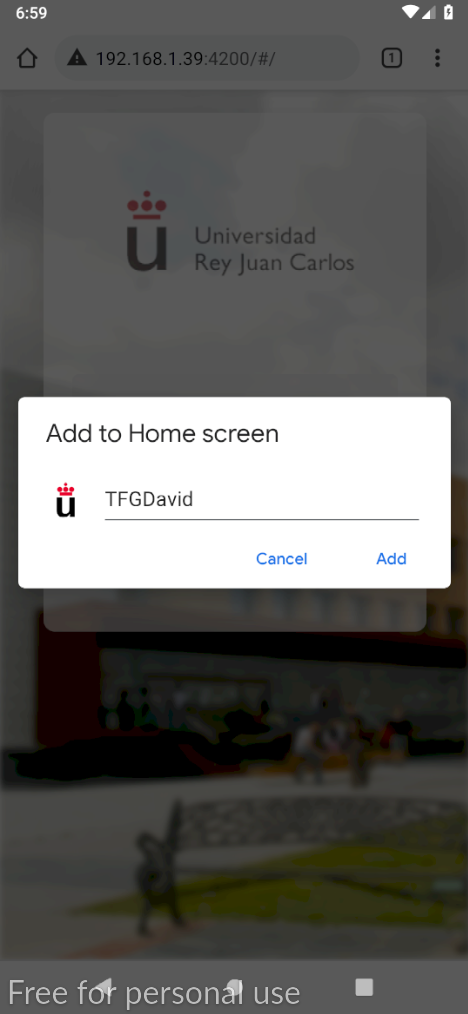 6:59
192.168.1.39:4200/#/
1
Universidad
Rey Juan Carlos
Add to Home screen
u TFGDavid
Cancel Add
Free for personal use